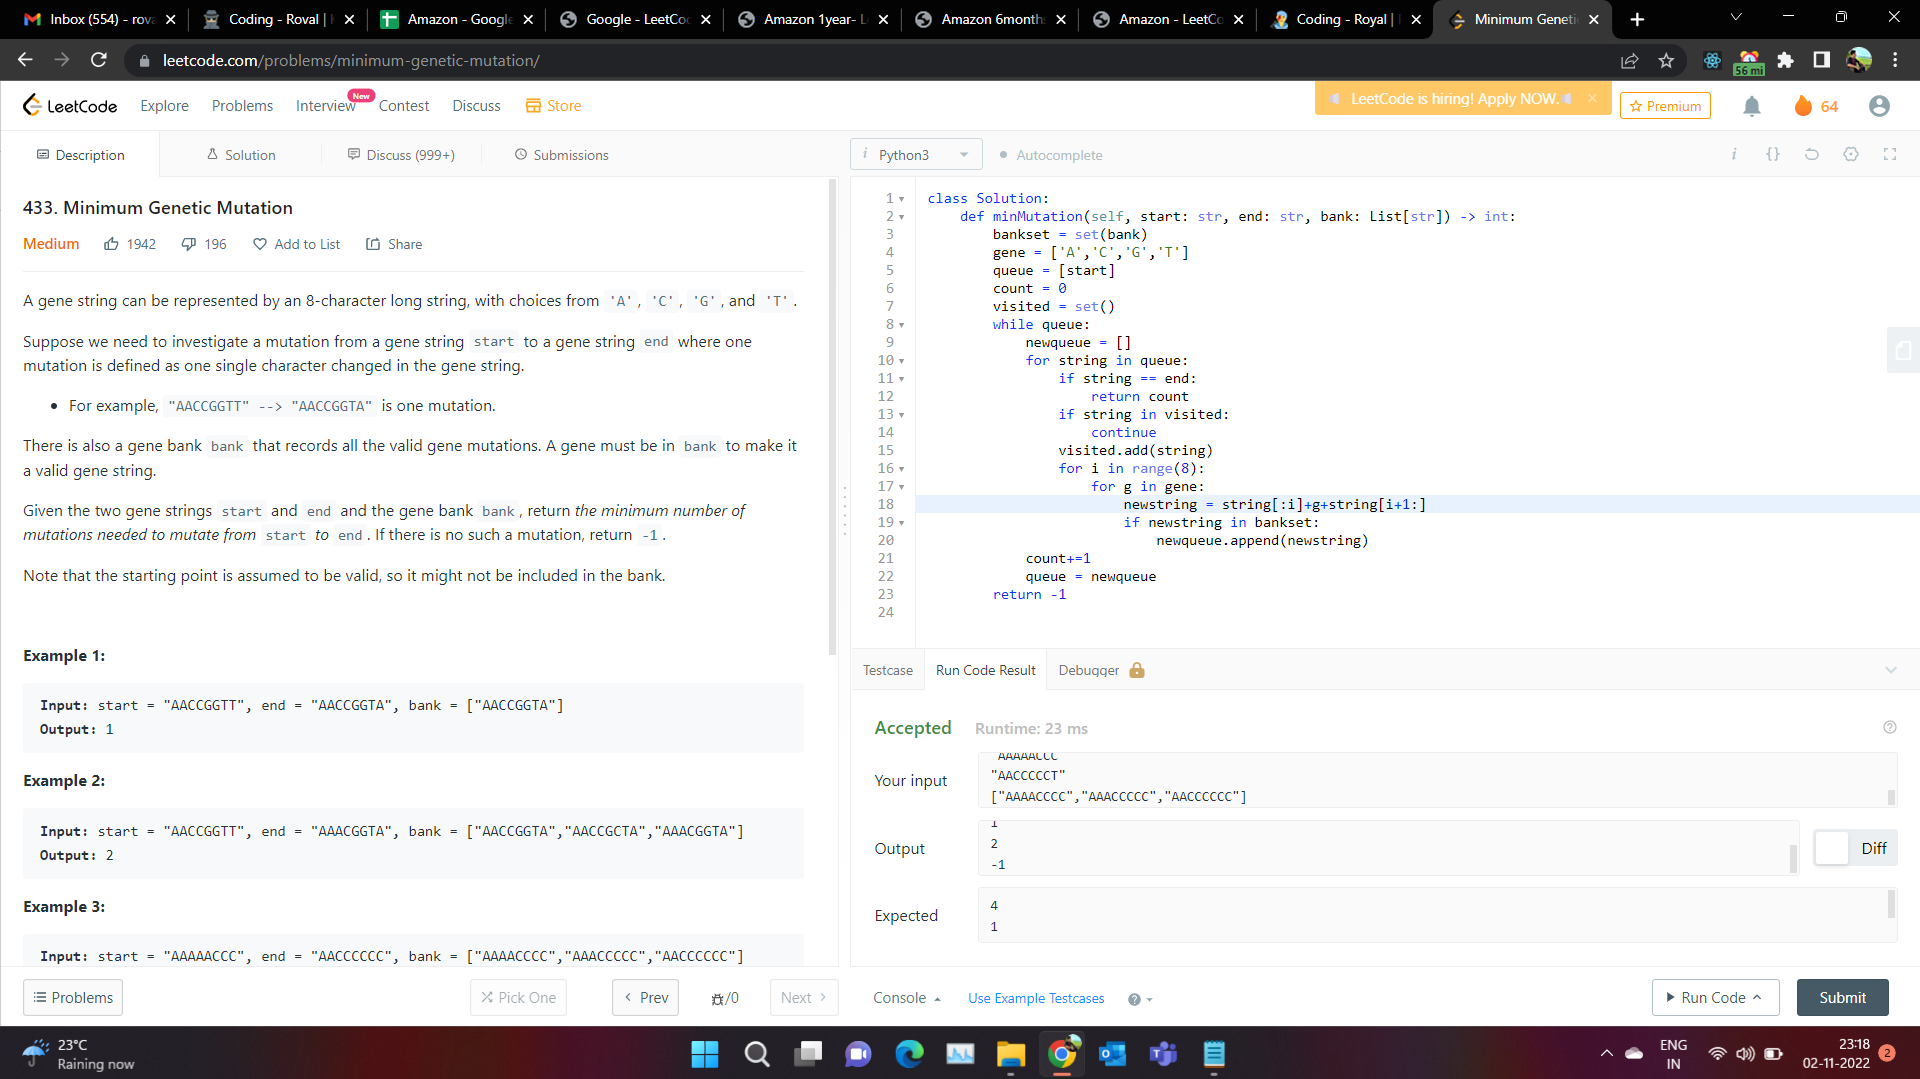 Inbox (554) - rova
Coding - Roval |
Amazon - Google
Google - LeetCo
Amazon 1year- L
Amazon 6month
Amazon - LeetCo
Coding - Royal |
Minimum Geneti
leetcode.com/problems/minimum-genetic-mutation/
56 mi
LeetCode
Explore
Problems
Interview
New
Contest
Discuss
Store
LeetCode is hiring! Apply NOW.
Premium
64
Description
Solution
Discuss (999+)
Submissions
i Python3
Autocomplete
433. Minimum Genetic Mutation
Medium 1942 196 Add to List Share
A gene string can be represented by an 8-character long string, with choices from 'A', 'C', 'G', and 'T'.
Suppose we need to investigate a mutation from a gene string start to a gene string end where one
mutation is defined as one single character changed in the gene string.
• For example, "AACCGGTT" --> "AACCGGTA" is one mutation.
There is also a gene bank bank that records all the valid gene mutations. A gene must be in bank to make it
a valid gene string.
Given the two gene strings start and end and the gene bank bank, return the minimum number of
mutations needed to mutate from start to end. If there is no such a mutation, return -1.
Note that the starting point is assumed to be valid, so it might not be included in the bank.
Example 1:
Input: start = "AACCGGTT", end = "AACCGGTA", bank = ["AACCGGTA"]
Output: 1
Example 2:
Input: start = "AACCGGTT", end = "AAACGGTA", bank = ["AACCGGTA","AACCGCTA","AAACGGTA"]
Output: 2
Example 3:
Input: start = "AAAAACCC", end = "AACCCCCC", bank = ["AAAACCCC","AAACCCCC","AACCCCCC"]
1 class Solution:
2 def minMutation(self, start: str, end: str, bank: List[str]) -> int:
3 bankset = set(bank)
4 gene = ['A','C','G','T']
5 queue = [start]
6 count = 0
7 visited = set()
8 while queue:
9 newqueue = []
10 for string in queue:
11 if string == end:
12 return count
13 if string in visited:
14 continue
15 visited.add(string)
16 for i in range(8):
17 for g in gene:
18 newstring = string[:i]+g+string[i+1:]
19 if newstring in bankset:
20 newqueue.append(newstring)
21 count+=1
22 queue = newqueue
23 return -1
24
Testcase
Run Code Result
Debugger
Accepted Runtime: 23 ms
Your input
"AAAAACCC"
"AACCCCCT"
["AAAACCCC","AAACCCCC","AACCCCCC"]
Output
1
2
-1
Diff
Expected
4
1
Problems
Pick One
Prev
/0
Next
Console
Use Example Testcases
Run Code
Submit
23°C
Raining now
ENG
IN
23:18
02-11-2022
2